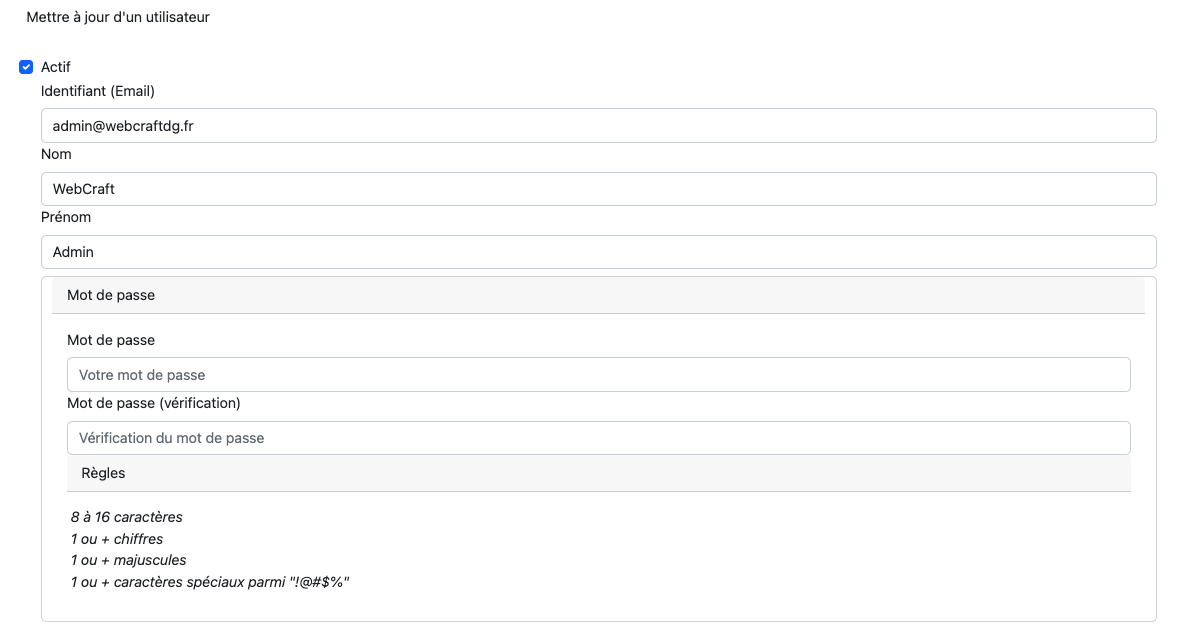 Mettre à jour d'un utilisateur
Actif
Identifiant (Email)
admin@webcraftdg.fr
Nom
WebCraft
Prénom
Admin
Mot de passe
Mot de passe
Votre mot de passe
Mot de passe (vérification)
Vérification du mot de passe
Règles
8 à 16 caractères
1 ou + chiffres
1 ou + majuscules
1 ou + caractères spéciaux parmi "!@#$%"